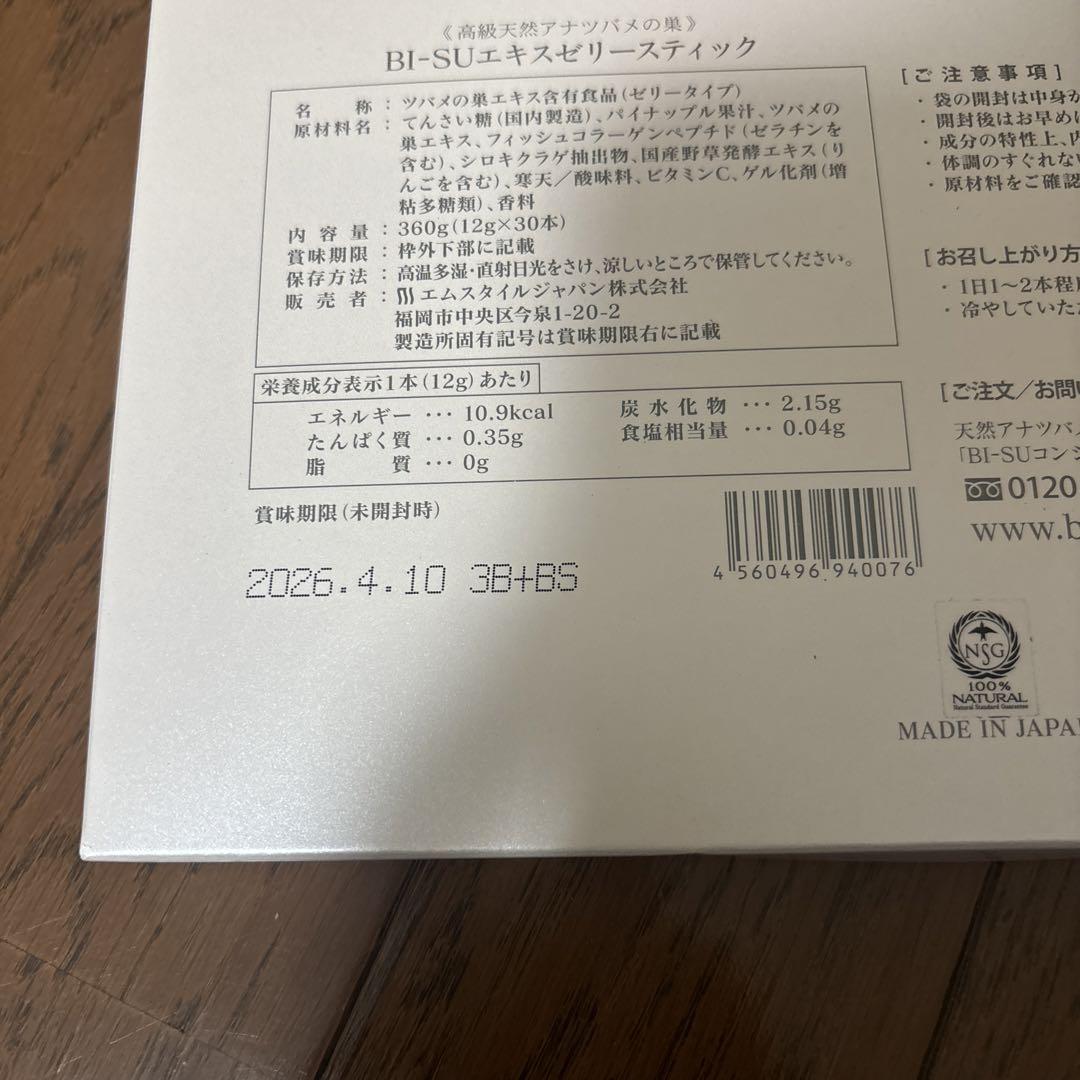 《高級天然アナツバメの巣》
BI-SUエキスゼリースティック
名称：ツバメの巣エキス含有食品(ゼリータイプ)
原材料名：てんさい糖(国内製造)、パイナップル果汁、ツバメの
巣エキス、フィッシュコラーゲンペプチド(ゼラチンを
含む)、シロキクラゲ抽出物、国産野草発酵エキス(り
んごを含む)、寒天／酸味料、ビタミンC、ゲル化剤(増
粘多糖類)、香料
内容量：360g(12g×30本)
賞味期限：枠外下部に記載
保存方法：高温多湿・直射日光をさけ、涼しいところで保管してください。
販売者：エムスタイルジャパン株式会社
福岡市中央区今泉1-20-2
製造所固有記号は賞味期限右に記載
栄養成分表示1本(12g)あたり
エネルギー … 10.9kcal
たんぱく質 … 0.35g
脂質 … 0g
炭水化物 … 2.15g
食塩相当量 … 0.04g
賞味期限(未開封時)
2026.4.10 3B+BS
4 560496 940076
[ご注意事項]
・袋の開封は中身が
・開封後はお早めに
・成分の特性上、内
・体調のすぐれない
・原材料をご確認
[お召し上がり方
・1日1〜2本程度
・冷やしていただ
[ご注文／お問い
天然アナツバメ
「BI-SUコンシ
0120
www.b
NSG
100%
NATURAL
Natural Standard Guarantee
MADE IN JAPAN